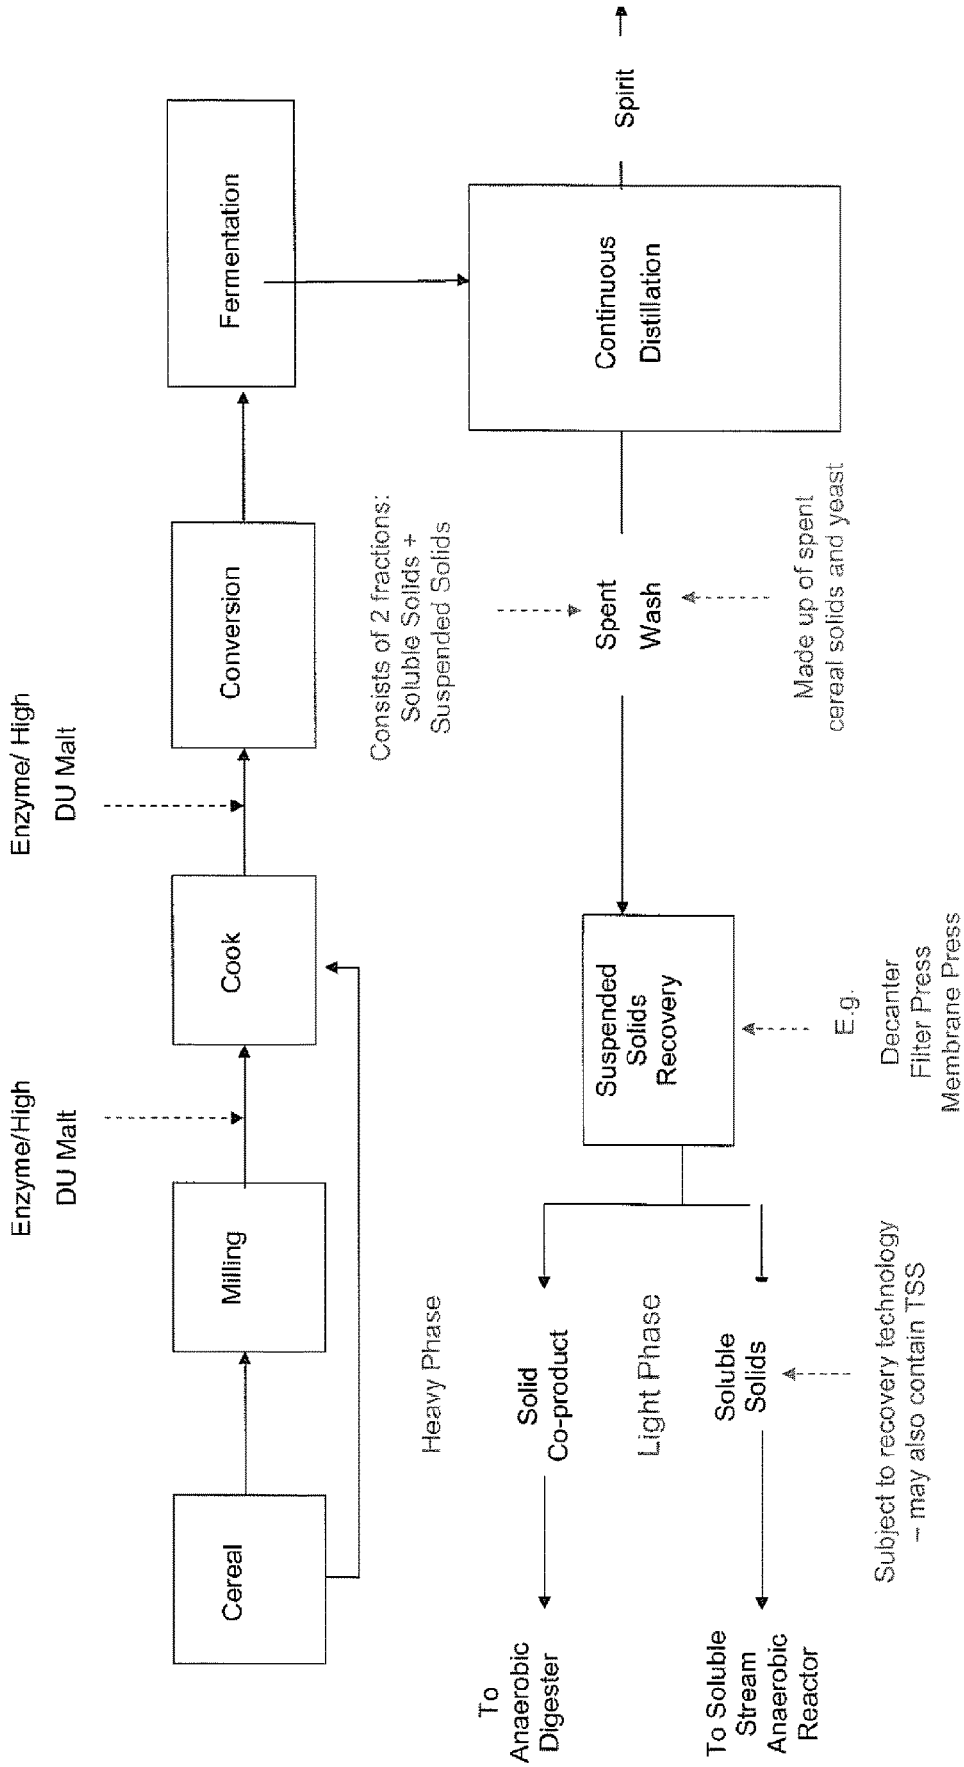 Enzyme/High
DU Malt
Enzyme/ High
DU Malt
Cereal
Milling
Cook
Conversion
Fermentation
Consists of 2 fractions:
Soluble Solids +
Suspended Solids
Heavy Phase
Solid
Co-product
To
Anaerobic
Digester
Light Phase
Soluble
Solids
To Soluble
Stream
Anaerobic
Reactor
Subject to recovery technology
– may also contain TSS
Suspended
Solids
Recovery
E.g.
Decanter
Filter Press
Membrane Press
Spent
Wash
Made up of spent
cereal solids and yeast
Continuous
Distillation
Spirit